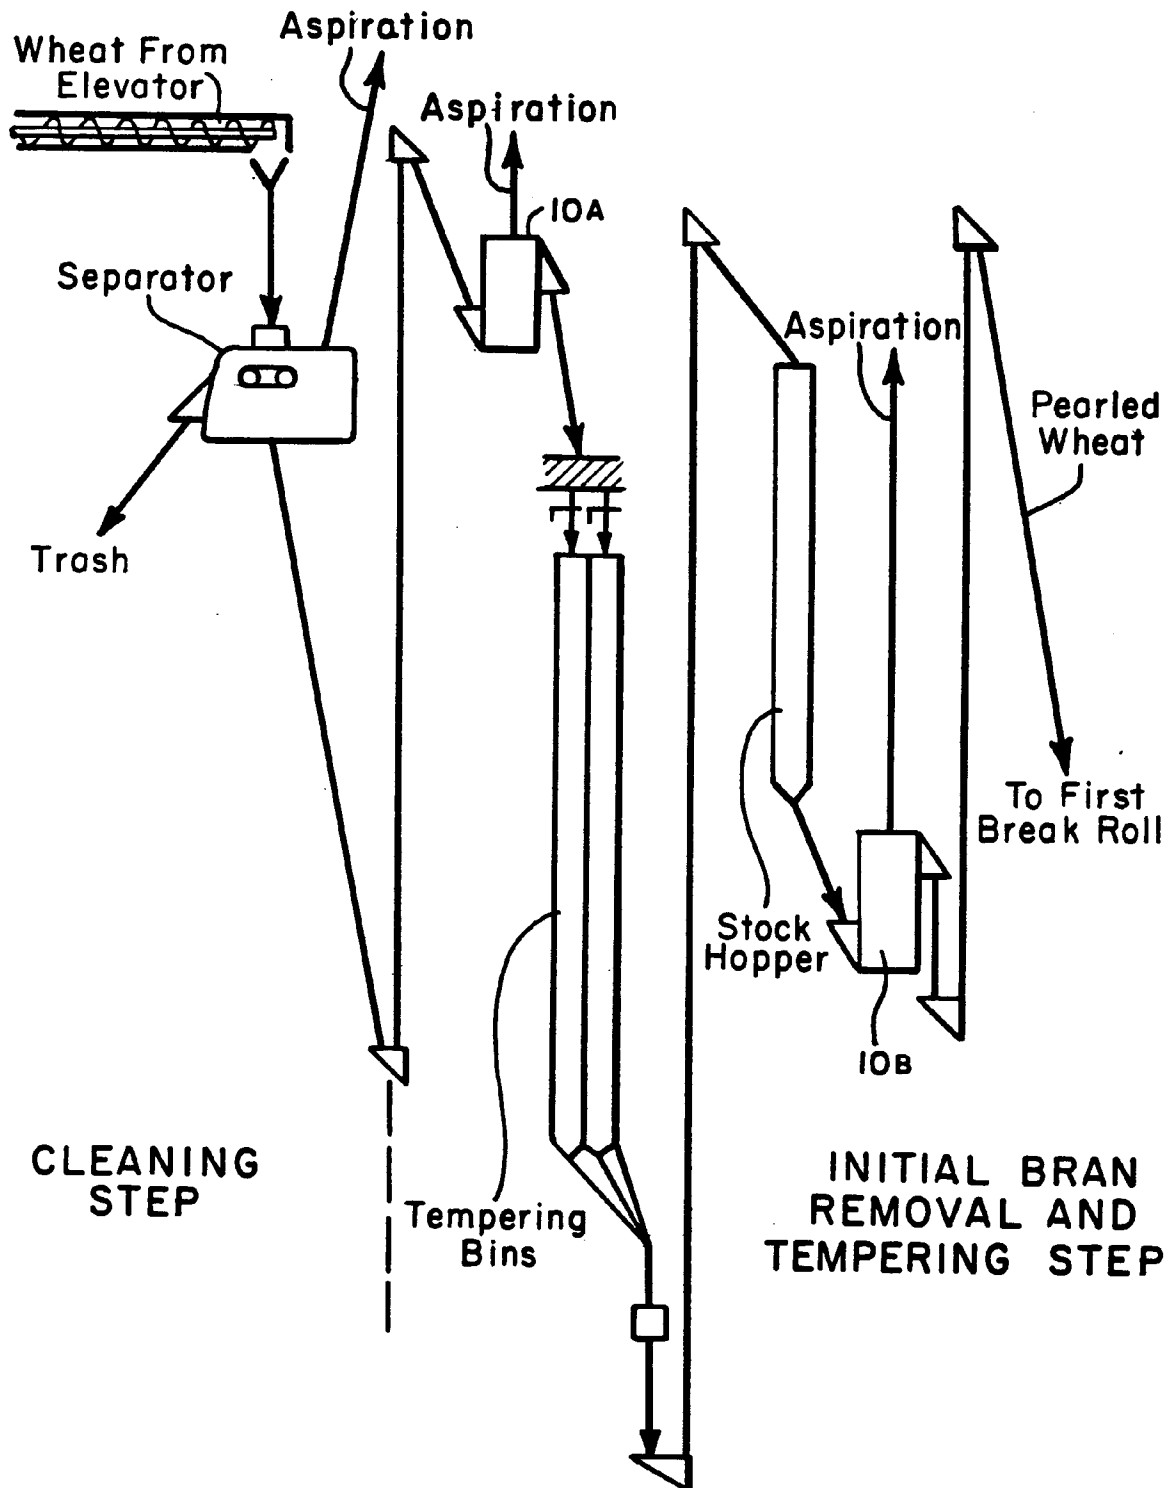 Wheat From
Elevator
Aspiration
Aspiration
10A
Separator
Trash
Aspiration
Pearled
Wheat
To First
Break Roll
Stock
Hopper
10B
CLEANING
STEP
Tempering
Bins
INITIAL BRAN
REMOVAL AND
TEMPERING STEP